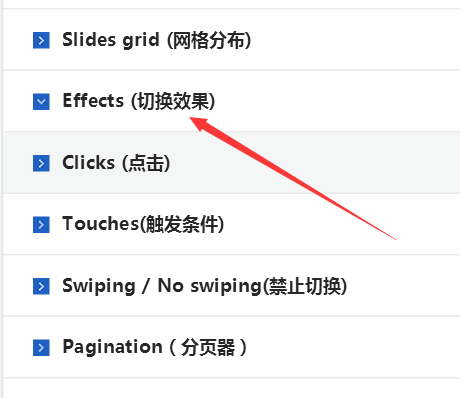 Slides grid (网格分布)
Effects (切换效果)
Clicks (点击)
Touches(触发条件)
Swiping / No swiping(禁止切换)
Pagination ( 分页器 )